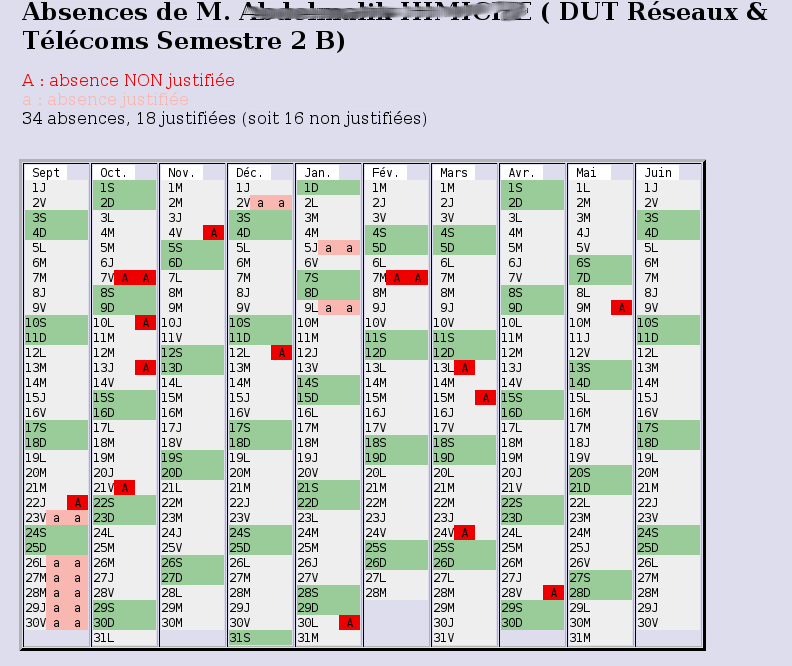 Absences de M. ( DUT Réseaux &
Télécoms Semestre 2 B)
A : absence NON justifiée
a : absence justifiée
34 absences, 18 justifiées (soit 16 non justifiées)
Sept Oct. Nov. Déc. Jan. Fév. Mars Avr. Mai Juin
1J 1S 1M 1J 1D 1M 1M 1S 1L 1J
2V 2D 2M 2V a a 2L 2J 2J 2D 2M 2V
3S 3L 3J 3S 3M 3V 3V 3L 3M 3S
4D 4M 4V A 4D 4M 4S 4S 4M 4J 4D
5L 5M 5S 5L 5J a a 5D 5D 5M 5V 5L
6M 6J 6D 6M 6V 6L 6L 6J 6S 6M
7M 7V A A 7L 7M 7S 7M A A 7M 7V 7D 7M
8J 8S 8M 8J 8D 8M 8M 8S 8L 8J
9V 9D 9M 9V 9L a a 9J 9J 9D 9M A 9V
10S 10L A 10J 10S 10M 10V 10V 10L 10M 10S
11D 11M 11V 11D 11M 11S 11S 11M 11J 11D
12L 12M 12S 12L A 12J 12D 12D 12M 12V 12L
13M 13J A 13D 13M 13V 13L 13L A 13J 13S 13M
14M 14V 14L 14M 14S 14M 14M 14V 14D 14M
15J 15S 15M 15J 15D 15M 15M A 15S 15L 15J
16V 16D 16M 16V 16L 16J 16J 16D 16M 16V
17S 17L 17J 17S 17M 17V 17V 17L 17M 17S
18D 18M 18V 18D 18M 18S 18S 18M 18J 18D
19L 19M 19S 19L 19J 19D 19D 19M 19V 19L
20M 20J 20D 20M 20V 20L 20L 20J 20S 20M
21M 21V A 21L 21M 21S 21M 21M 21V 21D 21M
22J A 22S 22M 22J 22D 22M 22M 22S 22L 22J
23V a a 23D 23M 23V 23L 23J 23J 23D 23M 23V
24S 24L 24J 24S 24M 24V 24V A 24L 24M 24S
25D 25M 25V 25D 25M 25S 25S 25M 25J 25D
26L a a 26M 26S 26L 26J 26D 26D 26M 26V 26L
27M a a 27J 27D 27M 27V 27L 27L 27J 27S 27M
28M a a 28V 28L 28M 28S 28M 28M 28V A 28D 28M
29J a a 29S 29M 29J 29D 29M 29S 29L 29J
30V a a 30D 30M 30V 30L A 30J 30D 30M 30V
31L 31S 31M 31V 31M